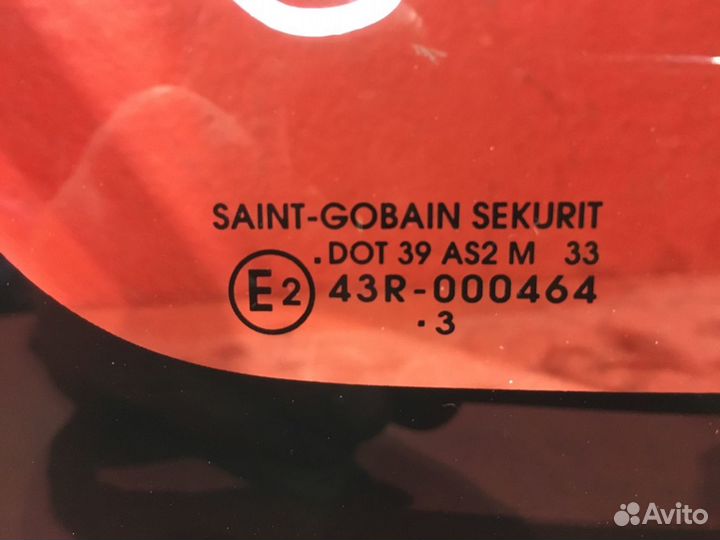 SAINT-GOBAIN SEKURIT
.DOT 39 AS2 M 33
E2 43R-000464
.3
Avito